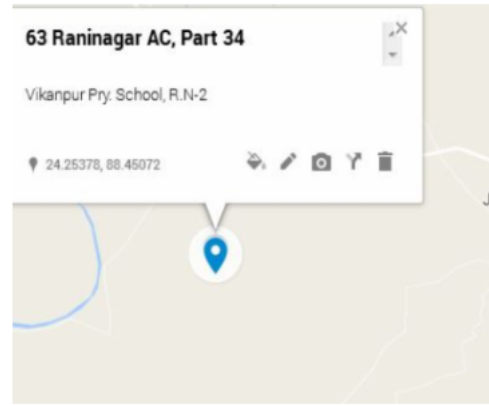 63 Raninagar AC, Part 34
Vikanpur Pry. School, R.N-2
24.25378, 88.45072
J